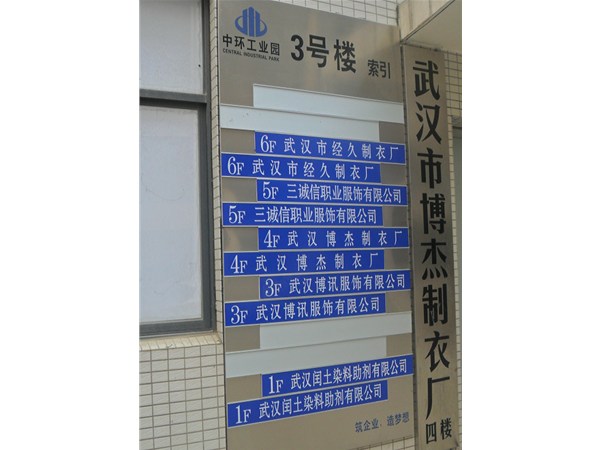 中环工业园
CENTRAL INDUSTRIAL PARK
3号楼 索引
6F 武汉市经久制衣厂
6F 武汉市经久制衣厂
5F 三诚信职业服饰有限公司
5F 三诚信职业服饰有限公司
4F 武汉博杰制衣厂
4F 武汉博杰制衣厂
3F 武汉博讯服饰有限公司
3F 武汉博讯服饰有限公司
1F 武汉闰土染料助剂有限公司
1F 武汉闰土染料助剂有限公司
筑企业，造梦想
武汉市博杰制衣厂
四楼